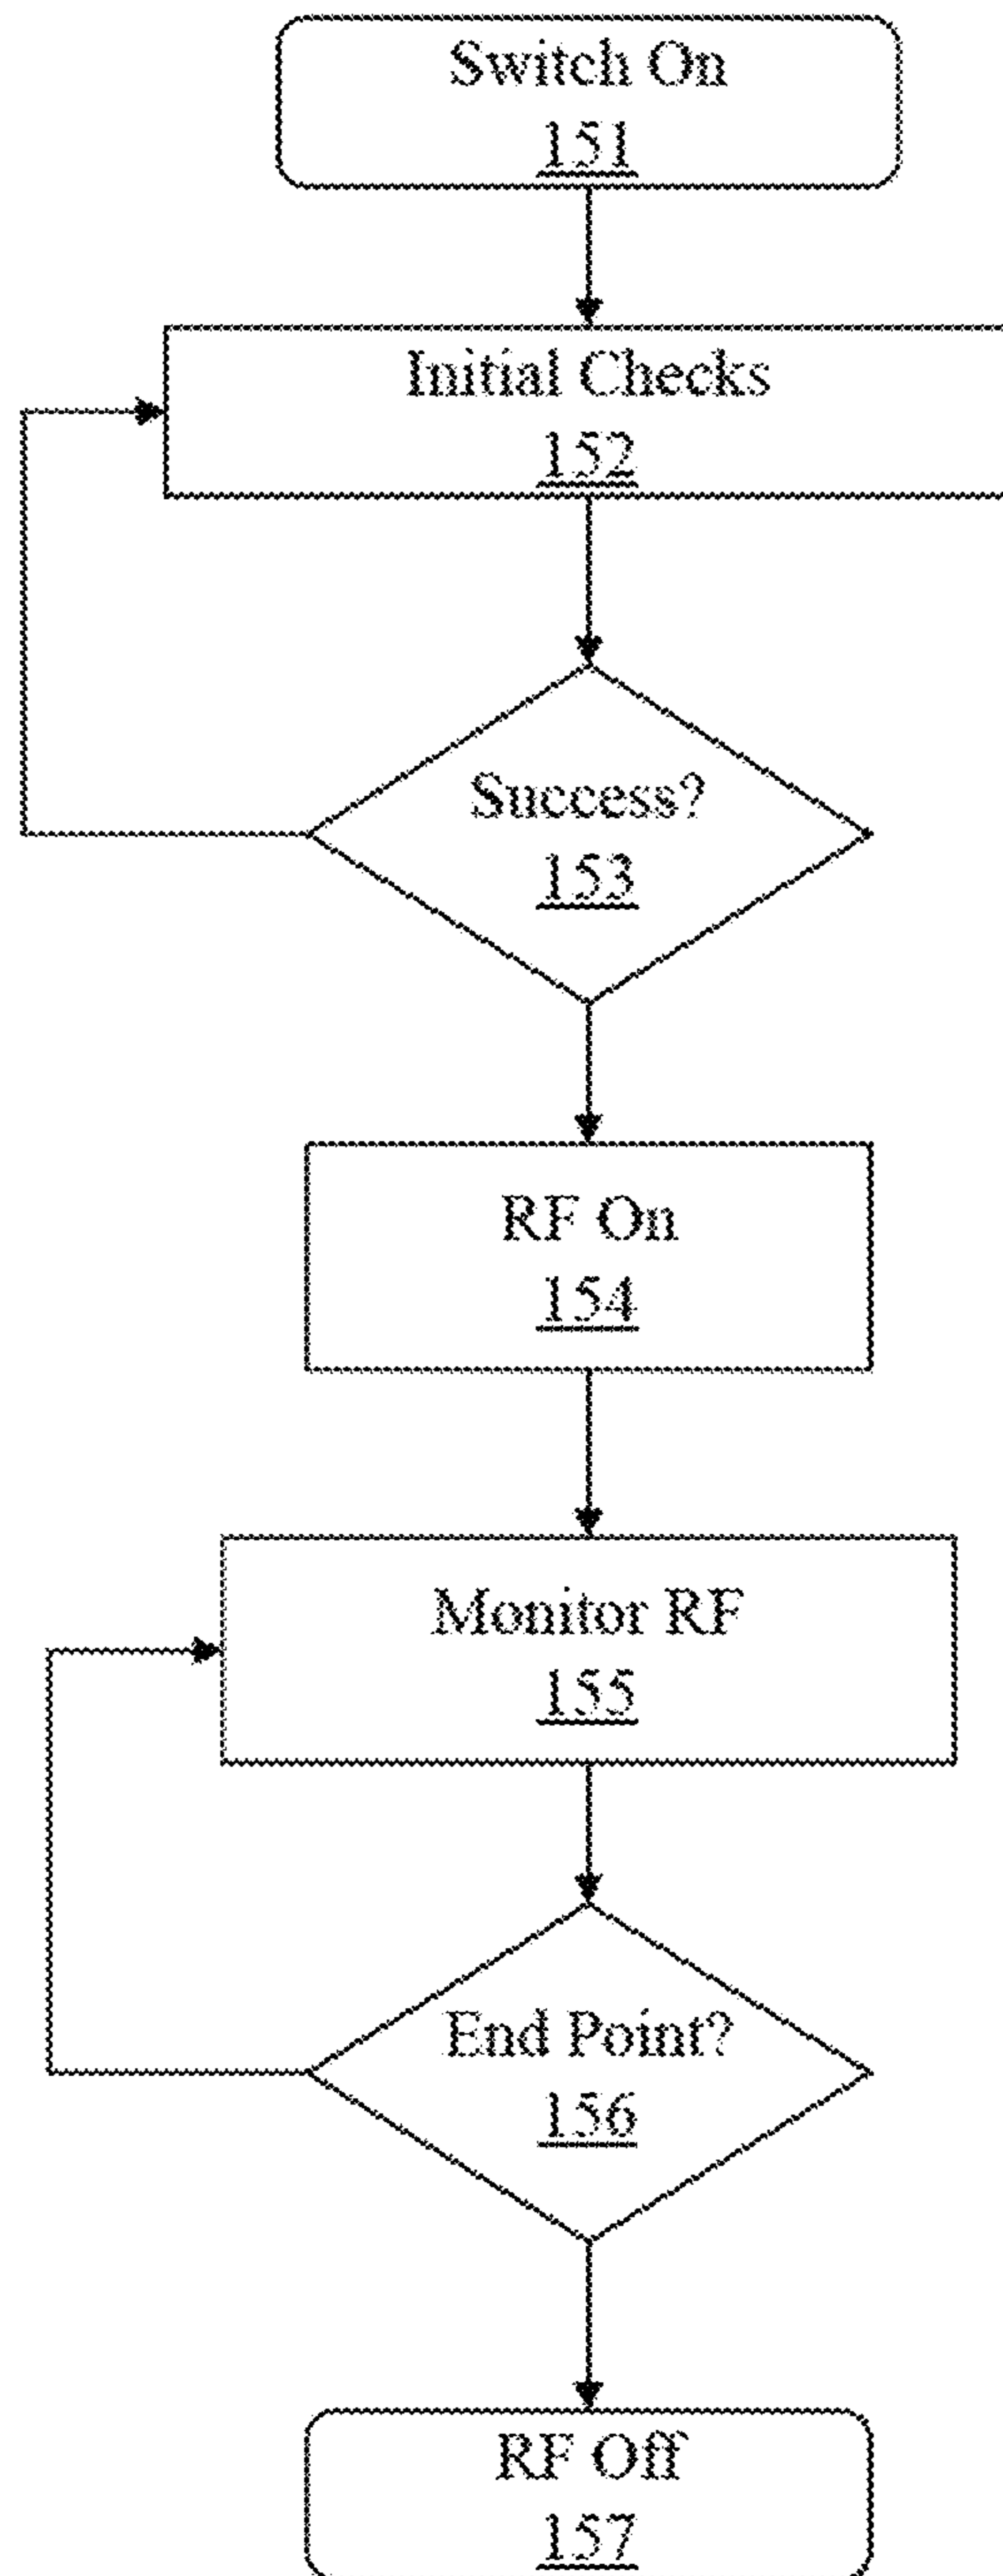 Switch On
151
Initial Checks
152
Success?
153
RF On
154
Monitor RF
155
End Point?
156
RF Off
157